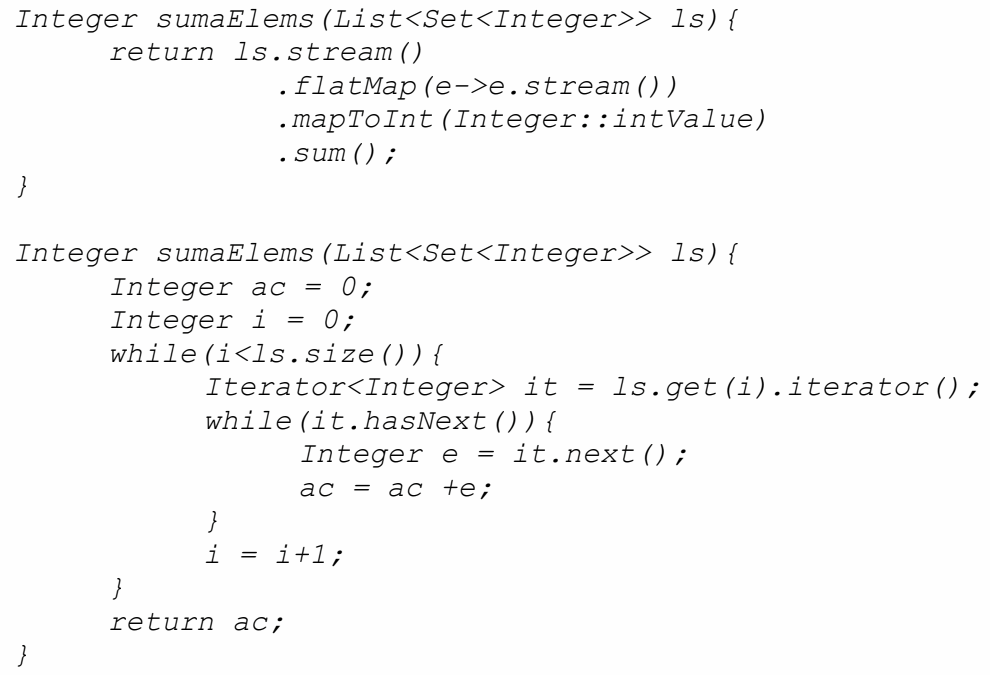 Integer sumaElems(List<Set<Integer>> ls){
return ls.stream()
.flatMap(e->e.stream())
.mapToInt(Integer::intValue)
.sum();
}
Integer sumaElems(List<Set<Integer>> ls){
Integer ac = 0;
Integer i = 0;
while(i<ls.size()){
Iterator<Integer> it = ls.get(i).iterator();
while(it.hasNext()){
Integer e = it.next();
ac = ac +e;
}
i = i+1;
}
return ac;
}